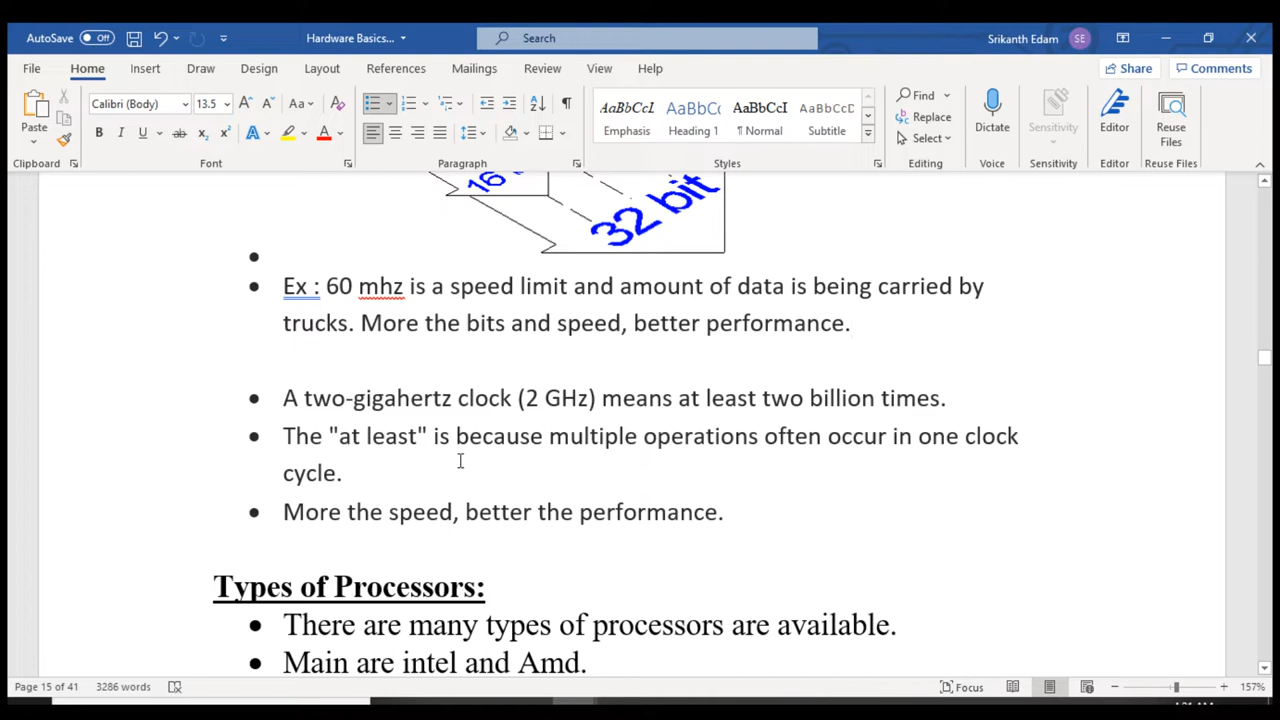 AutoSave Off Hardware Basics... Search Srikanth Edam SE
File Home Insert Draw Design Layout References Mailings Review View Help Share Comments
Calibri (Body) 13.5 Aa A A AaBbCcI AaBbCc AaBbCcI AaBbCcD Find
Paste B I U ab x₂ x² A A Emphasis Heading 1 ¶ Normal Subtitle Replace Select Dictate Sensitivity Editor Reuse Files
Clipboard Font Paragraph Styles Editing Voice Sensitivity Editor Reuse Files
16
32 bit
•
• Ex : 60 mhz is a speed limit and amount of data is being carried by
trucks. More the bits and speed, better performance.
• A two-gigahertz clock (2 GHz) means at least two billion times.
• The "at least" is because multiple operations often occur in one clock
cycle.
• More the speed, better the performance.
Types of Processors:
• There are many types of processors are available.
• Main are intel and Amd.
Page 15 of 41 3286 words Focus 157%